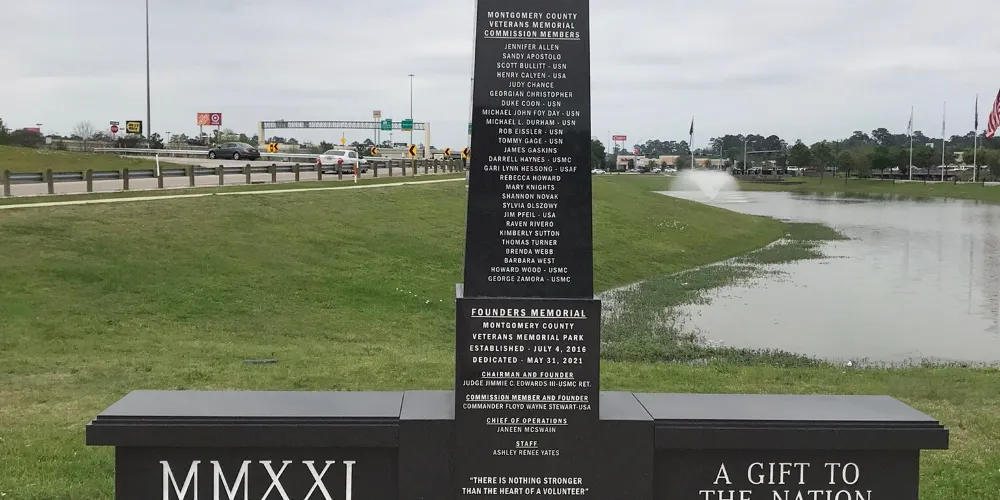 MONTGOMERY COUNTY
VETERANS MEMORIAL
COMMISSION MEMBERS
JENNIFER ALLEN
SANDY APOSTOLO
SCOTT BULLITT - USN
HENRY CALYEN - USA
JUDY CHANCE
GEORGIAN CHRISTOPHER
DUKE COON - USN
MICHAEL JOHN FOY DAY - USN
MICHAEL L. DURHAM - USN
ROB EISSLER - USN
TOMMY GAGE - USN
JAMES GASKINS
DARRELL HAYNES - USMC
GARI LYNN HESSONG - USAF
REBECCA HOWARD
MARY KNIGHTS
SHANNON NOVAK
SYLVIA OLSZOWY
JIM PFEIL - USA
RAVEN RIVERO
KIMBERLY SUTTON
THOMAS TURNER
BRENDA WEBB
BARBARA WEST
HOWARD WOOD - USMC
GEORGE ZAMORA - USMC
FOUNDERS MEMORIAL
MONTGOMERY COUNTY
VETERANS MEMORIAL PARK
ESTABLISHED - JULY 4, 2016
DEDICATED - MAY 31, 2021
CHAIRMAN AND FOUNDER
JUDGE JIMMIE C. EDWARDS III-USMC RET.
COMMISSION MEMBER AND FOUNDER
COMMANDER FLOYD WAYNE STEWART-USA
CHIEF OF OPERATIONS
JANEEN MCSWAIN
STAFF
ASHLEY RENEE YATES
"THERE IS NOTHING STRONGER
THAN THE HEART OF A VOLUNTEER"
MMXXI
A GIFT TO
THE NATION